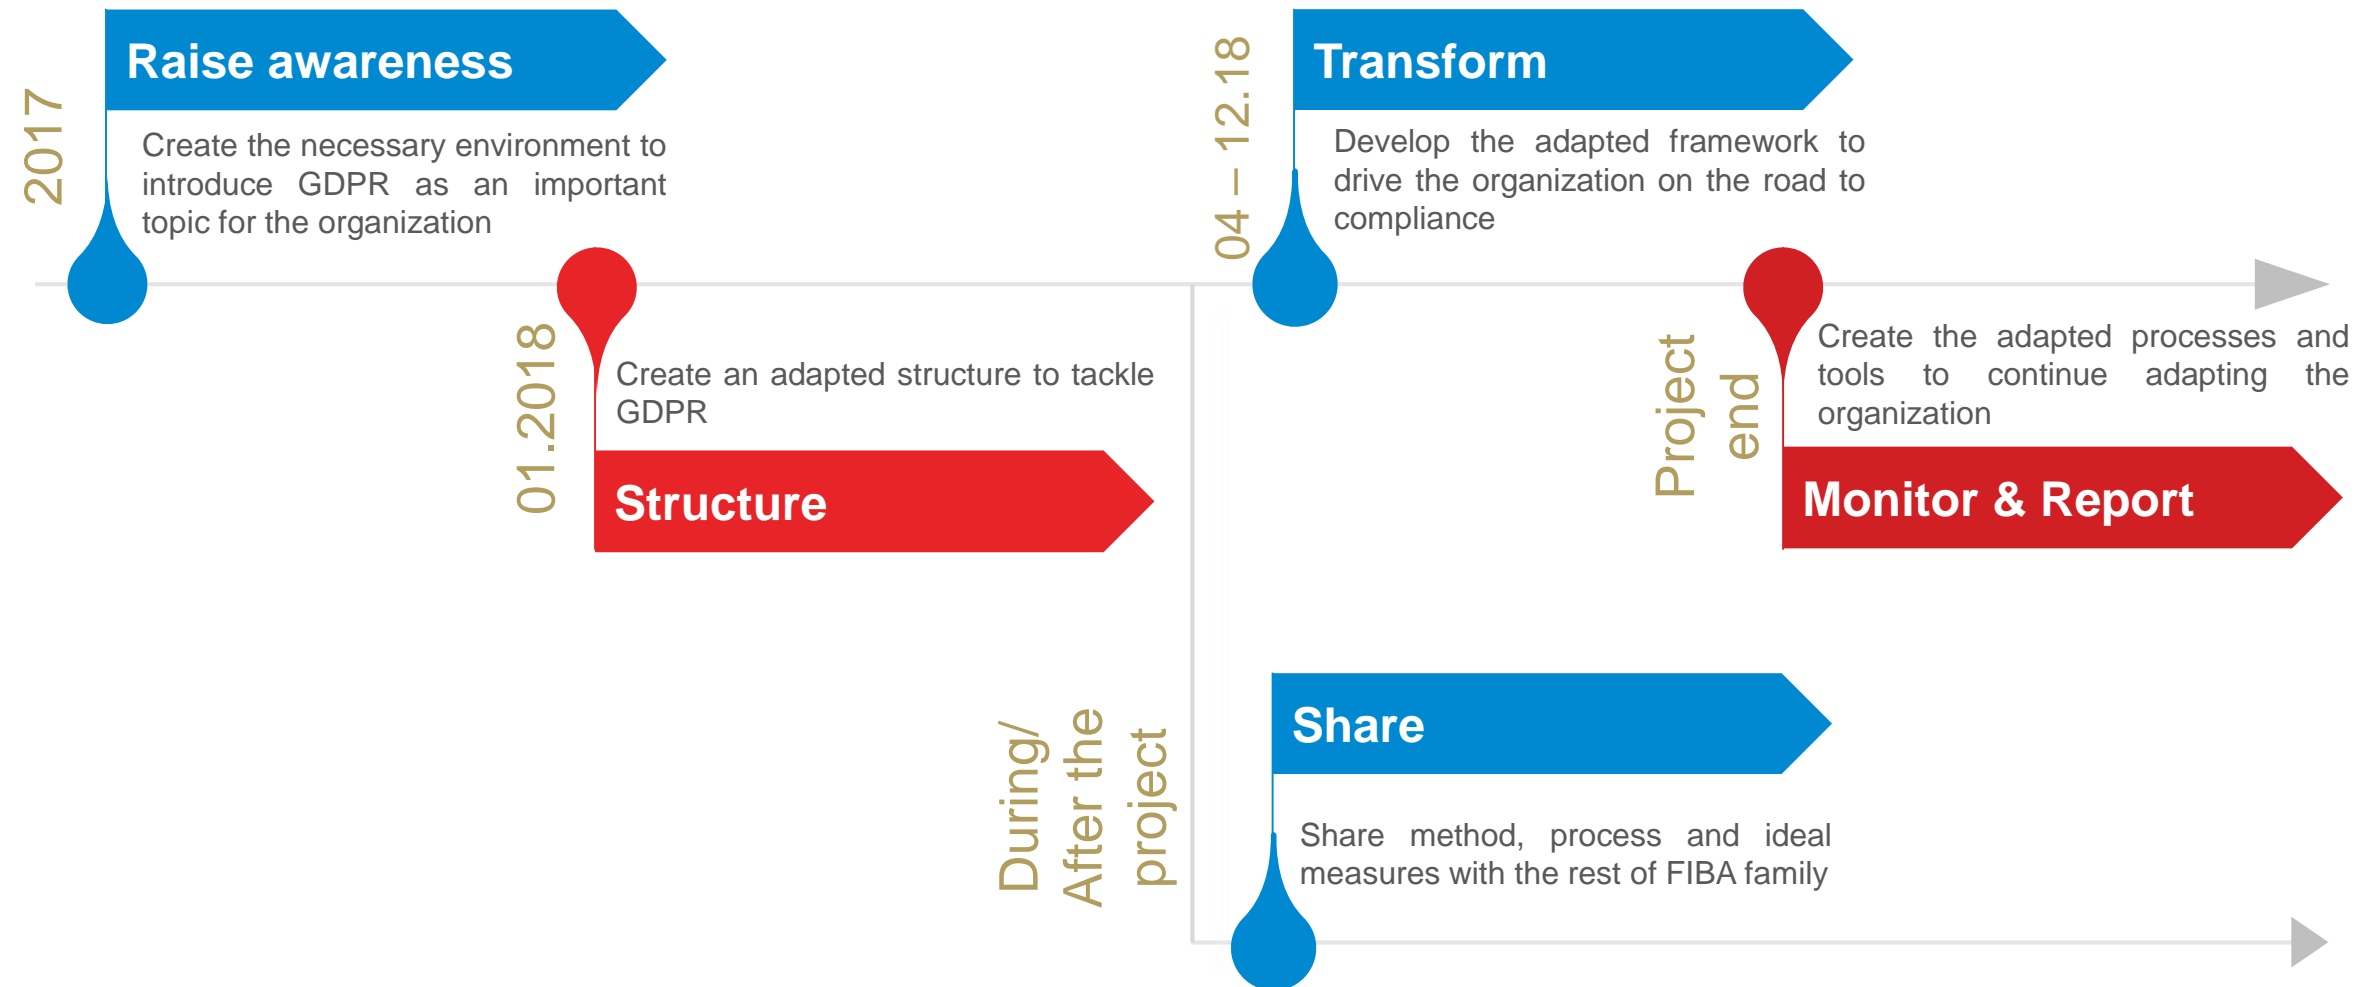 2017
Raise awareness
Create the necessary environment to
introduce GDPR as an important
topic for the organization
01.2018
Create an adapted structure to tackle
GDPR
Structure
04 – 12.18
Transform
Develop the adapted framework to
drive the organization on the road to
compliance
Project
end
Create the adapted processes and
tools to continue adapting the
organization
Monitor & Report
During/
After the
project
Share
Share method, process and ideal
measures with the rest of FIBA family